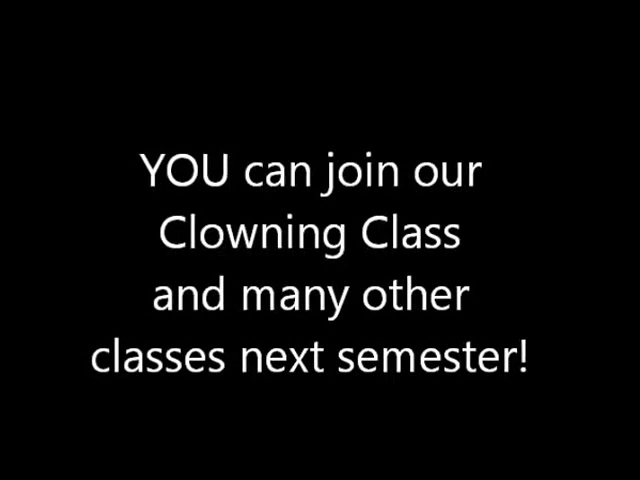 YOU can join our
Clowning Class
and many other
classes next semester!